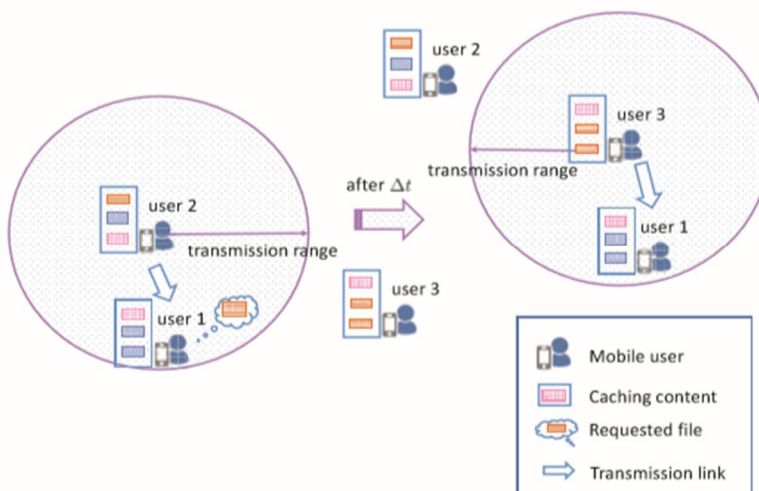 user 2
user 3
transmission range
after Δt
user 1
user 2
transmission range
user 3
user 1
Mobile user
Caching content
Requested file
Transmission link